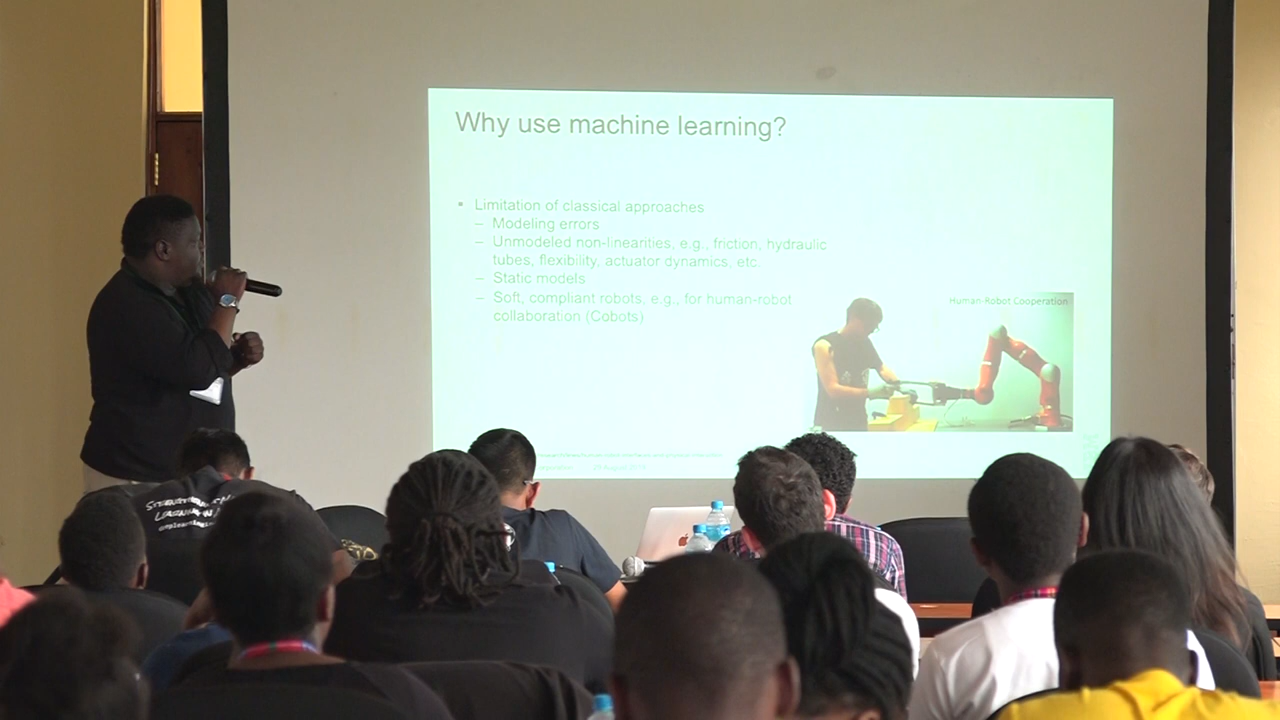 Why use machine learning?
Limitation of classical approaches
– Modeling errors
– Unmodeled non-linearities, e.g., friction, hydraulic
tubes, flexibility, actuator dynamics, etc.
– Static models
– Soft, compliant robots, e.g., for human-robot
collaboration (Cobots)
Human-Robot Cooperation